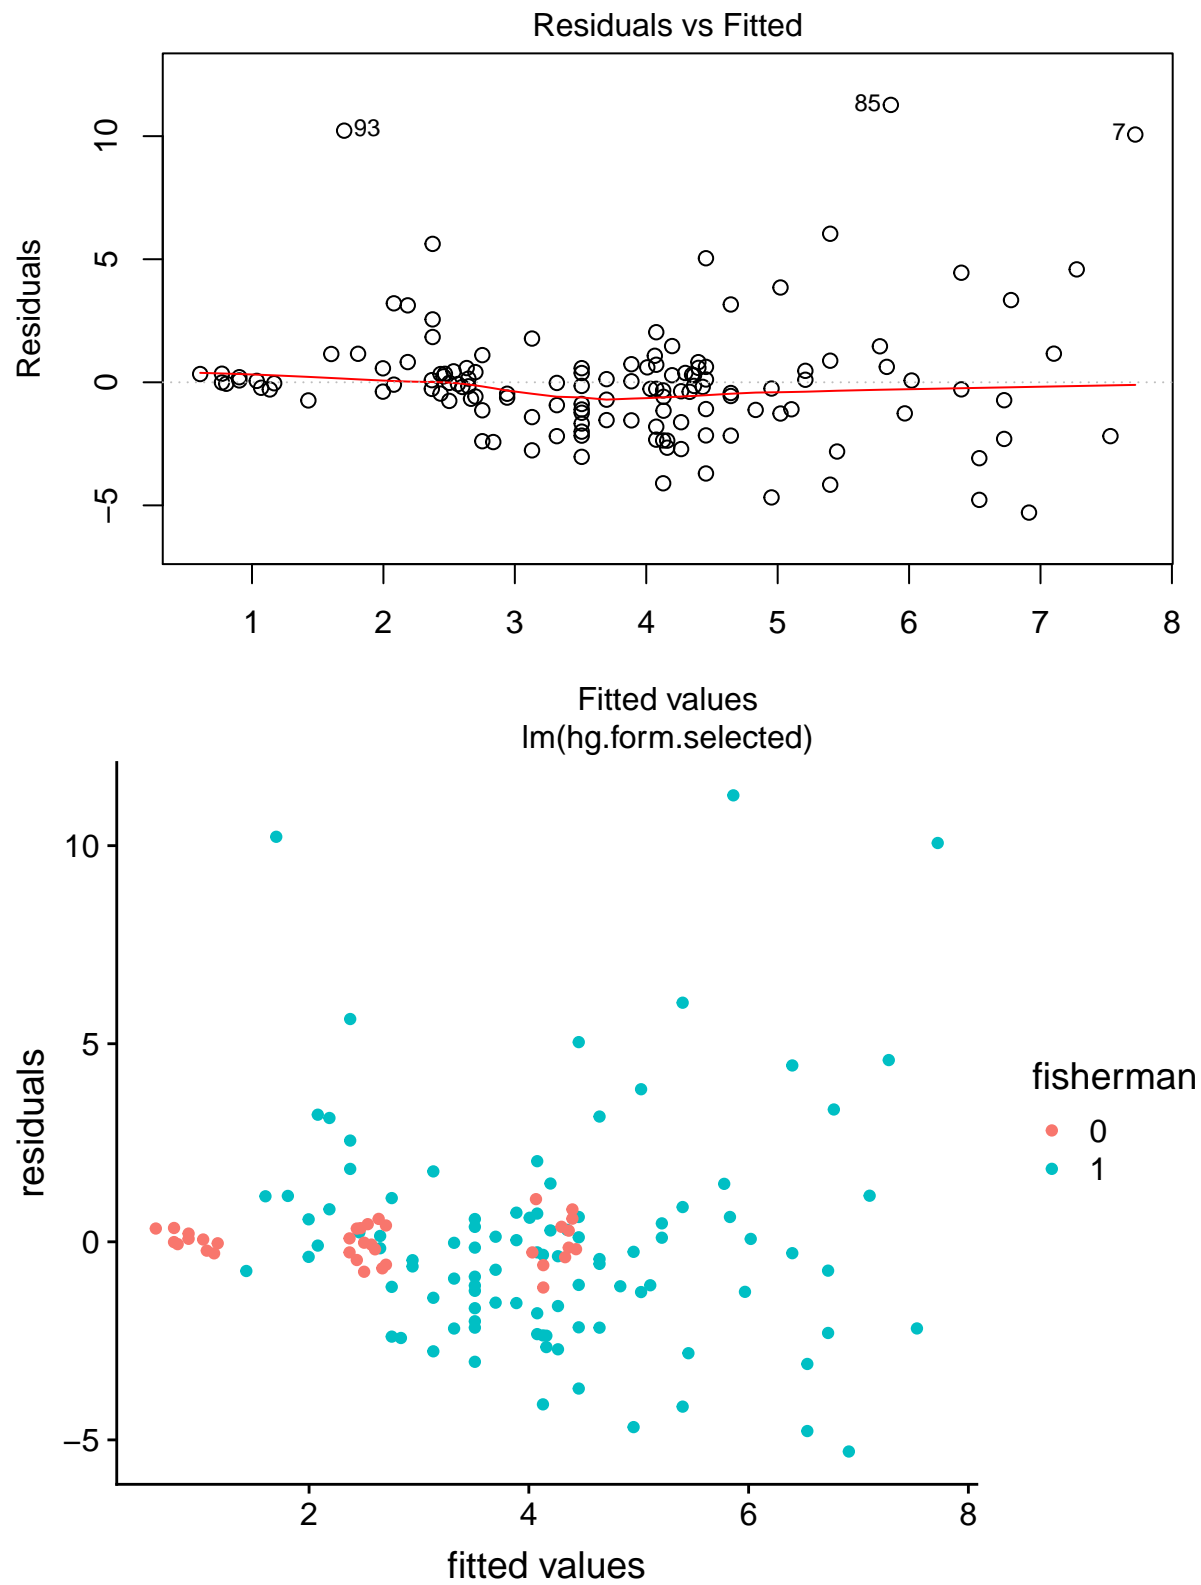 Residuals vs Fitted
Residuals
10
5
0
−5
93
85
7
1 2 3 4 5 6 7 8
Fitted values
lm(hg.form.selected)
residuals
10
5
0
−5
2 4 6 8
fitted values
fisherman
0
1